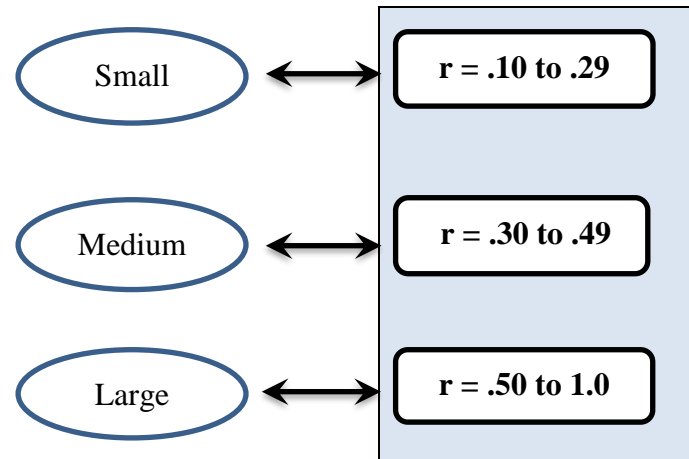 Small
r = .10 to .29
Medium
r = .30 to .49
Large
r = .50 to 1.0